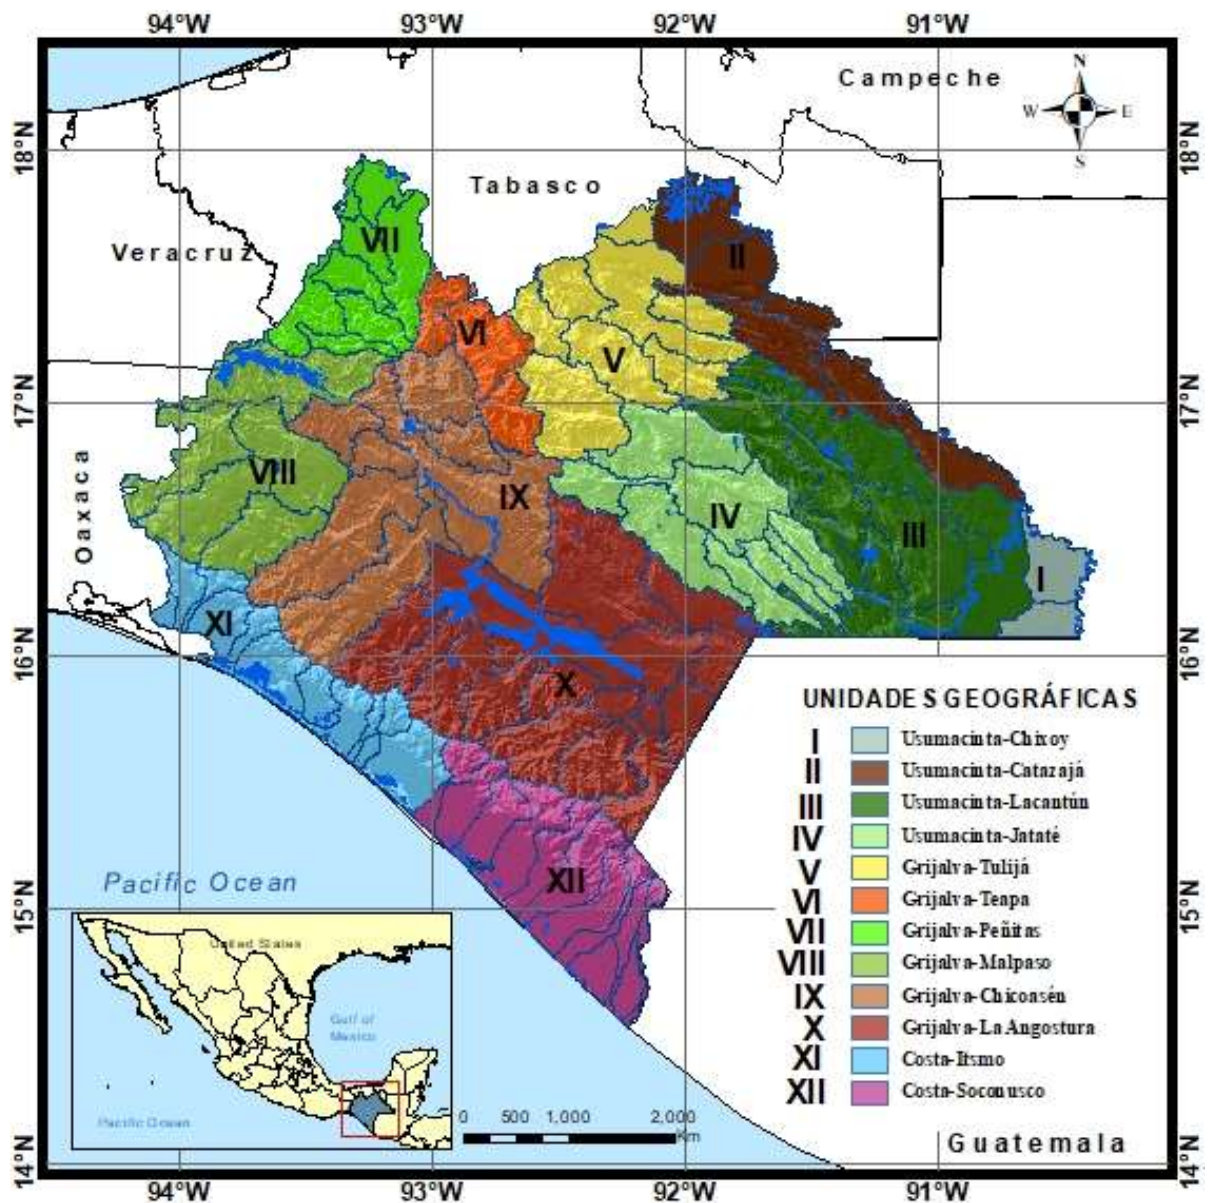 94°W 93°W 92°W 91°W
18°N
17°N
16°N
15°N
14°N
18°N
17°N
16°N
15°N
14°N
Campeche
N
W E
S
Tabasco
Veracruz
Oaxaca
VII
II
VI
V
VIII
IX
IV
III
I
XI
X
XII
Pacific Ocean
UNIDADES GEOGRÁFICAS
I Usumacinta-Chixoy
II Usumacinta-Catazajá
III Usumacinta-Lacantún
IV Usumacinta-Jataté
V Grijalva-Tulijá
VI Grijalva-Teapa
VII Grijalva-Peñitas
VIII Grijalva-Malpaso
IX Grijalva-Chicoasén
X Grijalva-La Angostura
XI Costa-Itsmo
XII Costa-Soconusco
United States
Gulf of
Mexico
Pacific Ocean
0 500 1,000 2,000
Km
Guatemala
94°W 93°W 92°W 91°W